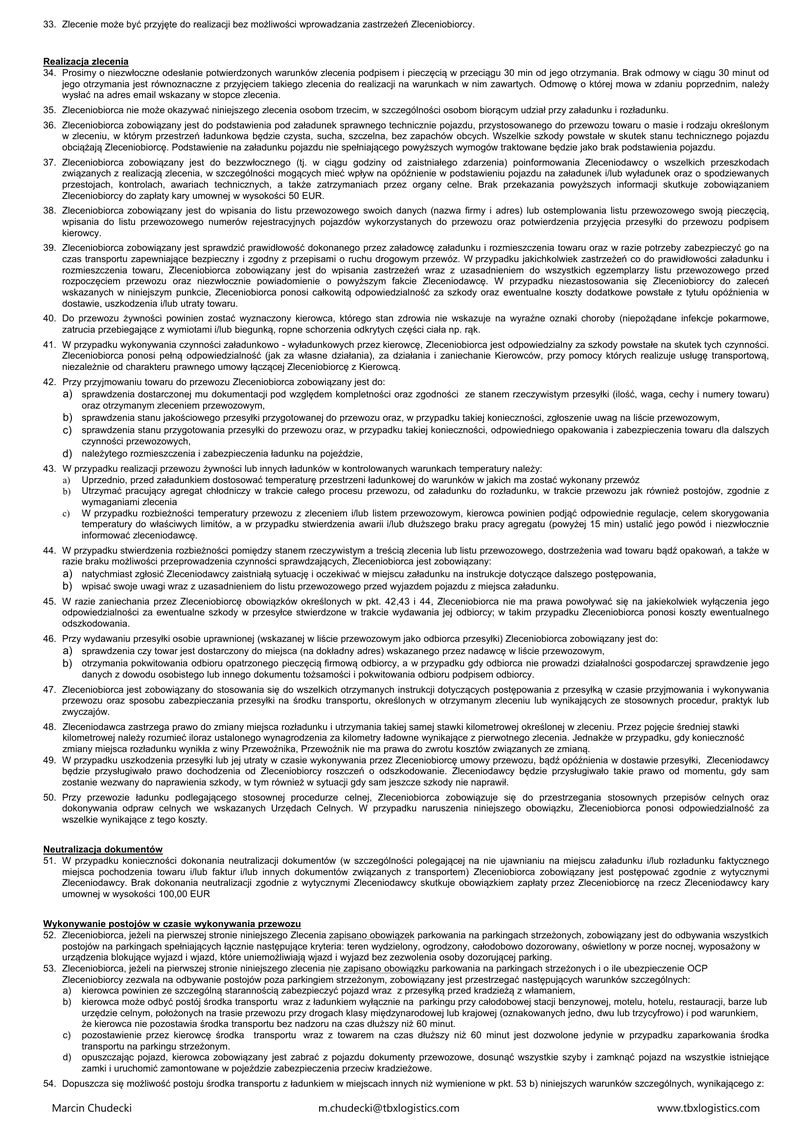 33. Zlecenie może być przyjęte do realizacji bez możliwości wprowadzania zastrzeżeń Zleceniobiorcy.
Realizacja zlecenia
34. Prosimy o niezwłoczne odesłanie potwierdzonych warunków zlecenia podpisem i pieczęcią w przeciągu 30 min od jego otrzymania. Brak odmowy w ciągu 30 minut od
jego otrzymania jest równoznaczne z przyjęciem takiego zlecenia do realizacji na warunkach w nim zawartych. Odmowę o której mowa w zdaniu poprzednim, należy
wysłać na adres email wskazany w stopce zlecenia.
35. Zleceniobiorca nie może okazywać niniejszego zlecenia osobom trzecim, w szczególności osobom biorącym udział przy załadunku i rozładunku.
36. Zleceniobiorca zobowiązany jest do podstawienia pod załadunek sprawnego technicznie pojazdu, przystosowanego do przewozu towaru o masie i rodzaju określonym
w zleceniu, w którym przestrzeń ładunkowa będzie czysta, sucha, szczelna, bez zapachów obcych. Wszelkie szkody powstałe w skutek stanu technicznego pojazdu
obciążają Zleceniobiorcę. Podstawienie na załadunku pojazdu nie spełniającego powyższych wymogów traktowane będzie jako brak podstawienia pojazdu.
37. Zleceniobiorca zobowiązany jest do bezzwłocznego (tj. w ciągu godziny od zaistniałego zdarzenia) poinformowania Zleceniodawcy o wszelkich przeszkodach
związanych z realizacją zlecenia, w szczególności mogących mieć wpływ na opóźnienie w podstawieniu pojazdu na załadunek i/lub wyładunek oraz o spodziewanych
przestojach, kontrolach, awariach technicznych, a także zatrzymaniach przez organy celne. Brak przekazania powyższych informacji skutkuje zobowiązaniem
Zleceniobiorcy do zapłaty kary umownej w wysokości 50 EUR.
38. Zleceniobiorca zobowiązany jest do wpisania do listu przewozowego swoich danych (nazwa firmy i adres) lub ostemplowania listu przewozowego swoją pieczęcią,
wpisania do listu przewozowego numerów rejestracyjnych pojazdów wykorzystanych do przewozu oraz potwierdzenia przyjęcia przesyłki do przewozu podpisem
kierowcy.
39. Zleceniobiorca zobowiązany jest sprawdzić prawidłowość dokonanego przez załadowcę załadunku i rozmieszczenia towaru oraz w razie potrzeby zabezpieczyć go na
czas transportu zapewniające bezpieczny i zgodny z przepisami o ruchu drogowym przewóz. W przypadku jakichkolwiek zastrzeżeń co do prawidłowości załadunku i
rozmieszczenia towaru, Zleceniobiorca zobowiązany jest do wpisania zastrzeżeń wraz z uzasadnieniem do wszystkich egzemplarzy listu przewozowego przed
rozpoczęciem przewozu oraz niezwłocznie powiadomienie o powyższym fakcie Zleceniodawcę. W przypadku niezastosowania się Zleceniobiorcy do zaleceń
wskazanych w niniejszym punkcie, Zleceniobiorca ponosi całkowitą odpowiedzialność za szkody oraz ewentualne koszty dodatkowe powstałe z tytułu opóźnienia w
dostawie, uszkodzenia i/lub utraty towaru.
40. Do przewozu żywności powinien zostać wyznaczony kierowca, którego stan zdrowia nie wskazuje na wyraźne oznaki choroby (niepożądane infekcje pokarmowe,
zatrucia przebiegające z wymiotami i/lub biegunką, ropne schorzenia odkrytych części ciała np. rąk.
41. W przypadku wykonywania czynności załadunkowo - wyładunkowych przez kierowcę, Zleceniobiorca jest odpowiedzialny za szkody powstałe na skutek tych czynności.
Zleceniobiorca ponosi pełną odpowiedzialność (jak za własne działania), za działania i zaniechanie Kierowców, przy pomocy których realizuje usługę transportową,
niezależnie od charakteru prawnego umowy łączącej Zleceniobiorcę z Kierowcą.
42. Przy przyjmowaniu towaru do przewozu Zleceniobiorca zobowiązany jest do:
a) sprawdzenia dostarczonej mu dokumentacji pod względem kompletności oraz zgodności ze stanem rzeczywistym przesyłki (ilość, waga, cechy i numery towaru)
oraz otrzymanym zleceniem przewozowym,
b) sprawdzenia stanu jakościowego przesyłki przygotowanej do przewozu oraz, w przypadku takiej konieczności, zgłoszenie uwag na liście przewozowym,
c) sprawdzenia stanu przygotowania przesyłki do przewozu oraz, w przypadku takiej konieczności, odpowiedniego opakowania i zabezpieczenia towaru dla dalszych
czynności przewozowych,
d) należytego rozmieszczenia i zabezpieczenia ładunku na pojeździe,
43. W przypadku realizacji przewozu żywności lub innych ładunków w kontrolowanych warunkach temperatury należy:
a) Uprzednio, przed załadunkiem dostosować temperaturę przestrzeni ładunkowej do warunków w jakich ma zostać wykonany przewóz
b) Utrzymać pracujący agregat chłodniczy w trakcie całego procesu przewozu, od załadunku do rozładunku, w trakcie przewozu jak również postojów, zgodnie z
wymaganiami zlecenia
c) W przypadku rozbieżności temperatury przewozu z zleceniem i/lub listem przewozowym, kierowca powinien podjąć odpowiednie regulacje, celem skorygowania
temperatury do właściwych limitów, a w przypadku stwierdzenia awarii i/lub dłuższego braku pracy agregatu (powyżej 15 min) ustalić jego powód i niezwłocznie
informować zleceniodawcę.
44. W przypadku stwierdzenia rozbieżności pomiędzy stanem rzeczywistym a treścią zlecenia lub listu przewozowego, dostrzeżenia wad towaru bądź opakowań, a także w
razie braku możliwości przeprowadzenia czynności sprawdzających, Zleceniobiorca jest zobowiązany:
a) natychmiast zgłosić Zleceniodawcy zaistniałą sytuację i oczekiwać w miejscu załadunku na instrukcje dotyczące dalszego postępowania,
b) wpisać swoje uwagi wraz z uzasadnieniem do listu przewozowego przed wyjazdem pojazdu z miejsca załadunku.
45. W razie zaniechania przez Zleceniobiorcę obowiązków określonych w pkt. 42,43 i 44, Zleceniobiorca nie ma prawa powoływać się na jakiekolwiek wyłączenia jego
odpowiedzialności za ewentualne szkody w przesyłce stwierdzone w trakcie wydawania jej odbiorcy; w takim przypadku Zleceniobiorca ponosi koszty ewentualnego
odszkodowania.
46. Przy wydawaniu przesyłki osobie uprawnionej (wskazanej w liście przewozowym jako odbiorca przesyłki) Zleceniobiorca zobowiązany jest do:
a) sprawdzenia czy towar jest dostarczony do miejsca (na dokładny adres) wskazanego przez nadawcę w liście przewozowym,
b) otrzymania pokwitowania odbioru opatrzonego pieczęcią firmową odbiorcy, a w przypadku gdy odbiorca nie prowadzi działalności gospodarczej sprawdzenie jego
danych z dowodu osobistego lub innego dokumentu tożsamości i pokwitowania odbioru podpisem odbiorcy.
47. Zleceniobiorca jest zobowiązany do stosowania się do wszelkich otrzymanych instrukcji dotyczących postępowania z przesyłką w czasie przyjmowania i wykonywania
przewozu oraz sposobu zabezpieczania przesyłki na środku transportu, określonych w otrzymanym zleceniu lub wynikających ze stosownych procedur, praktyk lub
zwyczajów.
48. Zleceniodawca zastrzega prawo do zmiany miejsca rozładunku i utrzymania takiej samej stawki kilometrowej określonej w zleceniu. Przez pojęcie średniej stawki
kilometrowej należy rozumieć iloraz ustalonego wynagrodzenia za kilometry ładowne wynikające z pierwotnego zlecenia. Jednakże w przypadku, gdy konieczność
zmiany miejsca rozładunku wynikła z winy Przewoźnika, Przewoźnik nie ma prawa do zwrotu kosztów związanych ze zmianą.
49. W przypadku uszkodzenia przesyłki lub jej utraty w czasie wykonywania przez Zleceniobiorcę umowy przewozu, bądź opóźnienia w dostawie przesyłki, Zleceniodawcy
będzie przysługiwało prawo dochodzenia od Zleceniobiorcy roszczeń o odszkodowanie. Zleceniodawcy będzie przysługiwało takie prawo od momentu, gdy sam
zostanie wezwany do naprawienia szkody, w tym również w sytuacji gdy sam jeszcze szkody nie naprawił.
50. Przy przewozie ładunku podlegającego stosownej procedurze celnej, Zleceniobiorca zobowiązuje się do przestrzegania stosownych przepisów celnych oraz
dokonywania odpraw celnych we wskazanych Urzędach Celnych. W przypadku naruszenia niniejszego obowiązku, Zleceniobiorca ponosi odpowiedzialność za
wszelkie wynikające z tego koszty.
Neutralizacja dokumentów
51. W przypadku konieczności dokonania neutralizacji dokumentów (w szczególności polegającej na nie ujawnianiu na miejscu załadunku i/lub rozładunku faktycznego
miejsca pochodzenia towaru i/lub faktur i/lub innych dokumentów związanych z transportem) Zleceniobiorca zobowiązany jest postępować zgodnie z wytycznymi
Zleceniodawcy. Brak dokonania neutralizacji zgodnie z wytycznymi Zleceniodawcy skutkuje obowiązkiem zapłaty przez Zleceniobiorcę na rzecz Zleceniodawcy kary
umownej w wysokości 100,00 EUR
Wykonywanie postojów w czasie wykonywania przewozu
52. Zleceniobiorca, jeżeli na pierwszej stronie niniejszego Zlecenia zapisano obowiązek parkowania na parkingach strzeżonych, zobowiązany jest do odbywania wszystkich
postojów na parkingach spełniających łącznie następujące kryteria: teren wydzielony, ogrodzony, całodobowo dozorowany, oświetlony w porze nocnej, wyposażony w
urządzenia blokujące wyjazd i wjazd, które uniemożliwiają wjazd i wyjazd bez zezwolenia osoby dozorującej parking.
53. Zleceniobiorca, jeżeli na pierwszej stronie niniejszego zlecenia nie zapisano obowiązku parkowania na parkingach strzeżonych i o ile ubezpieczenie OCP
Zleceniobiorcy zezwala na odbywanie postojów poza parkingiem strzeżonym, zobowiązany jest przestrzegać następujących warunków szczególnych:
a) kierowca powinien ze szczególną starannością zabezpieczyć pojazd wraz z przesyłką przed kradzieżą z włamaniem,
b) kierowca może odbyć postój środka transportu wraz z ładunkiem wyłącznie na parkingu przy całodobowej stacji benzynowej, motelu, hotelu, restauracji, barze lub
urzędzie celnym, położonych na trasie przewozu przy drogach klasy międzynarodowej lub krajowej (oznakowanych jedno, dwu lub trzycyfrowo) i pod warunkiem,
że kierowca nie pozostawia środka transportu bez nadzoru na czas dłuższy niż 60 minut.
c) pozostawienie przez kierowcę środka transportu wraz z towarem na czas dłuższy niż 60 minut jest dozwolone jedynie w przypadku zaparkowania środka
transportu na parkingu strzeżonym.
d) opuszczając pojazd, kierowca zobowiązany jest zabrać z pojazdu dokumenty przewozowe, dosunąć wszystkie szyby i zamknąć pojazd na wszystkie istniejące
zamki i uruchomić zamontowane w pojeździe zabezpieczenia przeciw kradzieżowe.
54. Dopuszcza się możliwość postoju środka transportu z ładunkiem w miejscach innych niż wymienione w pkt. 53 b) niniejszych warunków szczególnych, wynikającego z:
Marcin Chudecki m.chudecki@tbxlogistics.com www.tbxlogistics.com